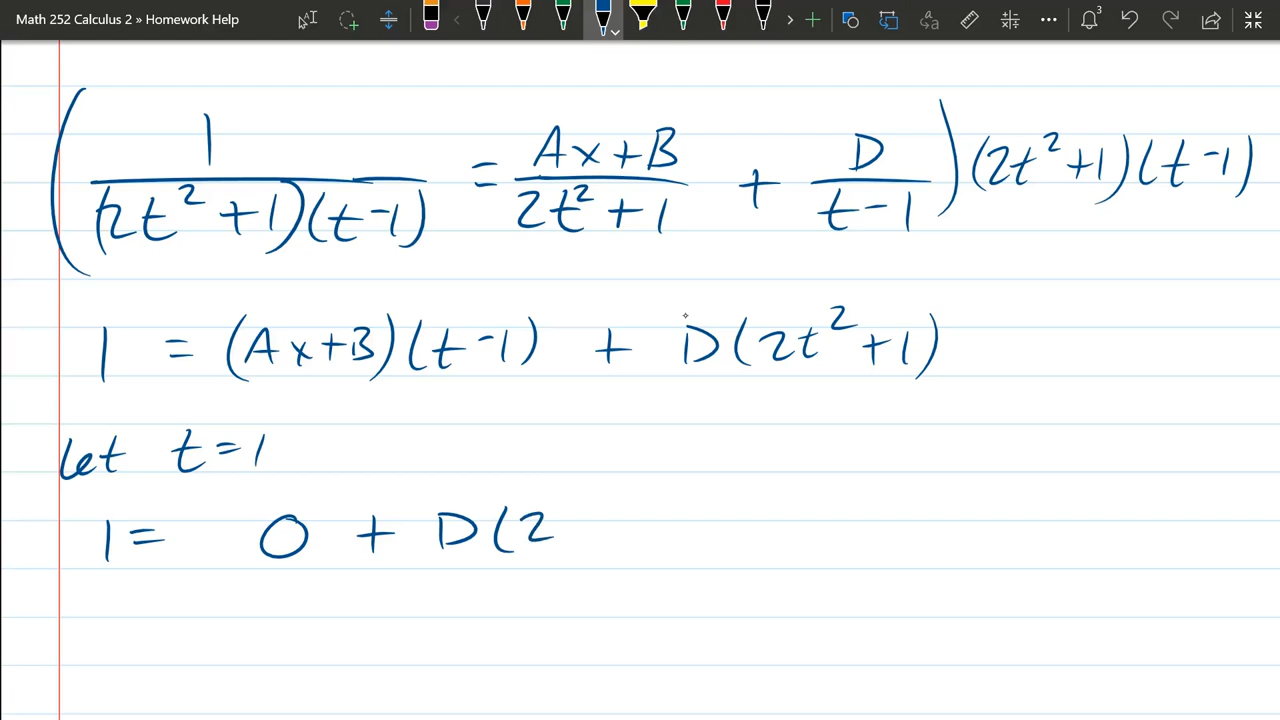 Math 252 Calculus 2 » Homework Help
3
( 1 / (2t² + 1)(t-1) = Ax+B / 2t² + 1 + D / t-1 ) (2t²+1)(t-1)
1 = (Ax+B)(t-1) + D(2t²+1)
let t=1
1= 0 + D(2